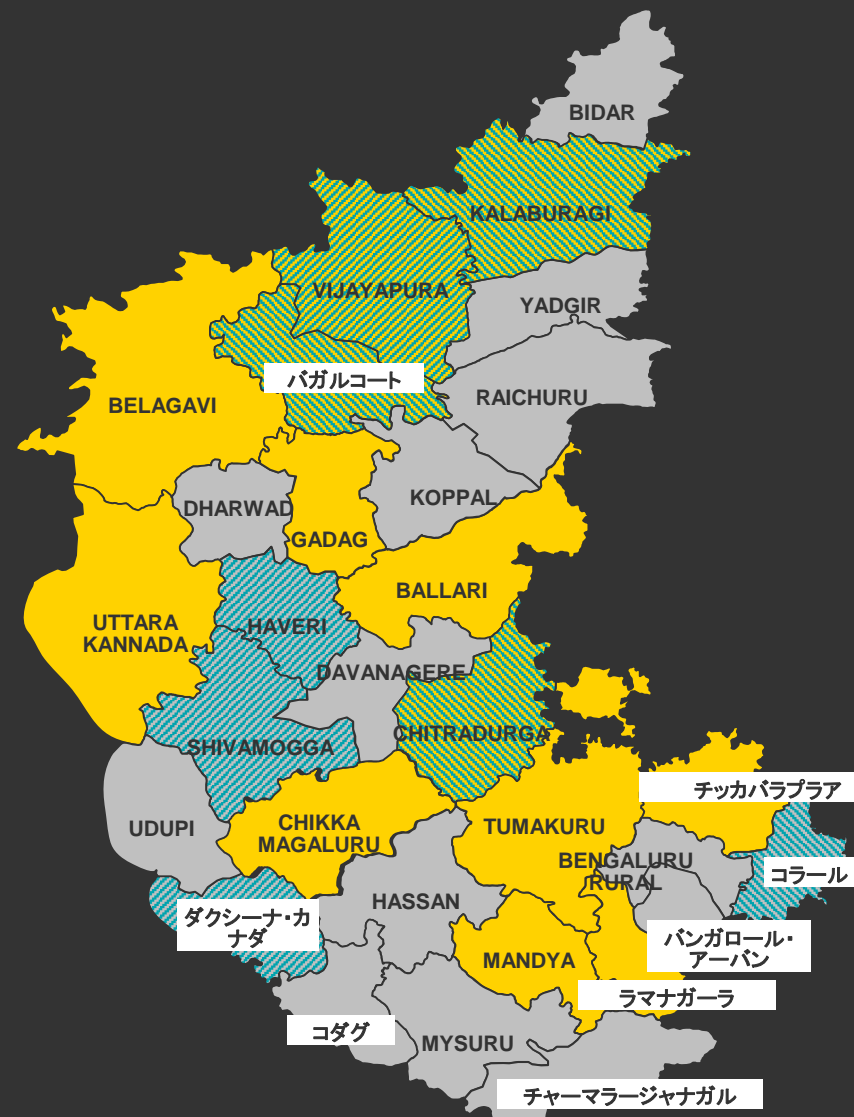 BIDAR
KALABURAGI
VIJAYAPURA
YADGIR
バガルコート
RAICHURU
BELAGAVI
KOPPAL
DHARWAD
GADAG
BALLARI
UTTARA
KANNADA
HAVERI
DAVANAGERE
CHITRADURGA
SHIVAMOGGA
チッカバラプラア
UDUPI
CHIKKA
MAGALURU
TUMAKURU
BENGALURU
RURAL
コラール
HASSAN
ダクシーナ・カ
ナダ
バンガロール・
アーバン
MANDYA
ラマナガーラ
コダグ
MYSURU
チャーマラージャナガル